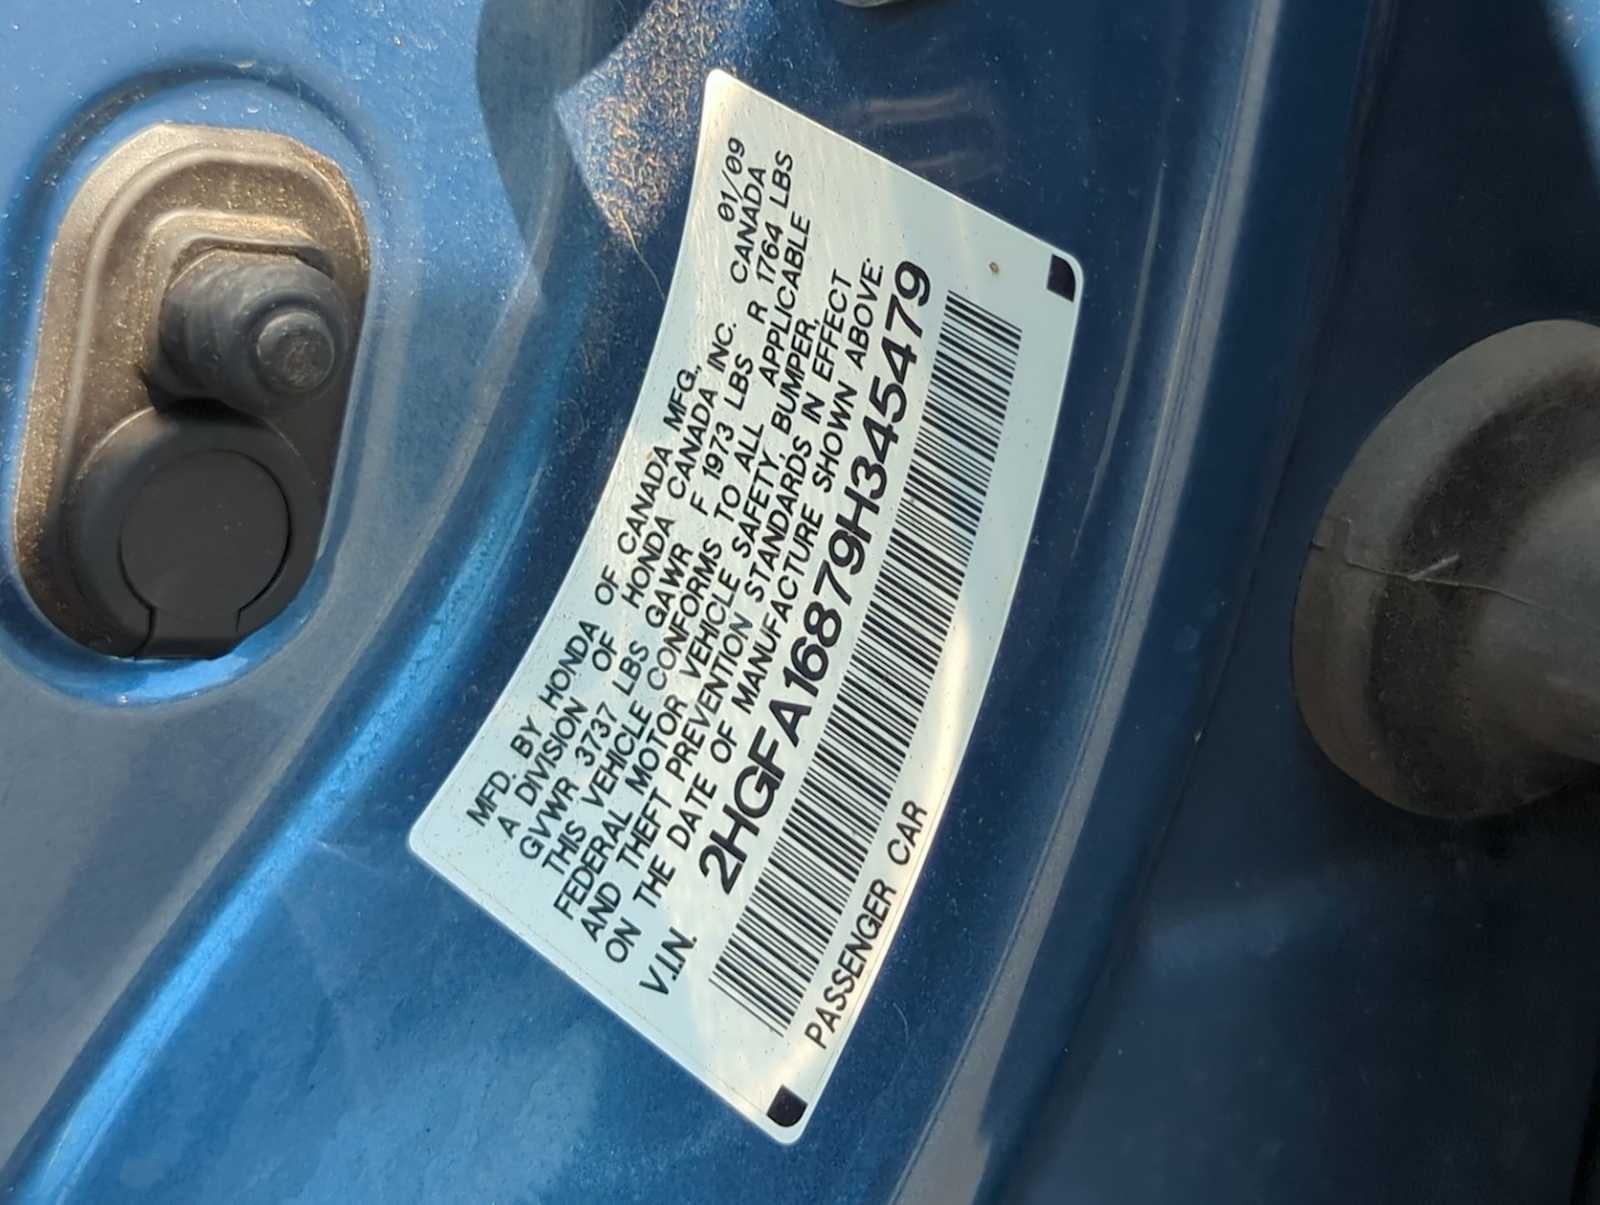 MFD. BY HONDA OF CANADA MFG., 01/09
A DIVISION OF HONDA CANADA INC. CANADA
GVWR 3737 LBS GAWR F 1973 LBS R 1764 LBS
THIS VEHICLE CONFORMS TO ALL APPLICABLE
FEDERAL MOTOR VEHICLE SAFETY, BUMPER,
AND THEFT PREVENTION STANDARDS IN EFFECT
ON THE DATE OF MANUFACTURE SHOWN ABOVE.
V.I.N. 2HGFA16879H345479
PASSENGER CAR